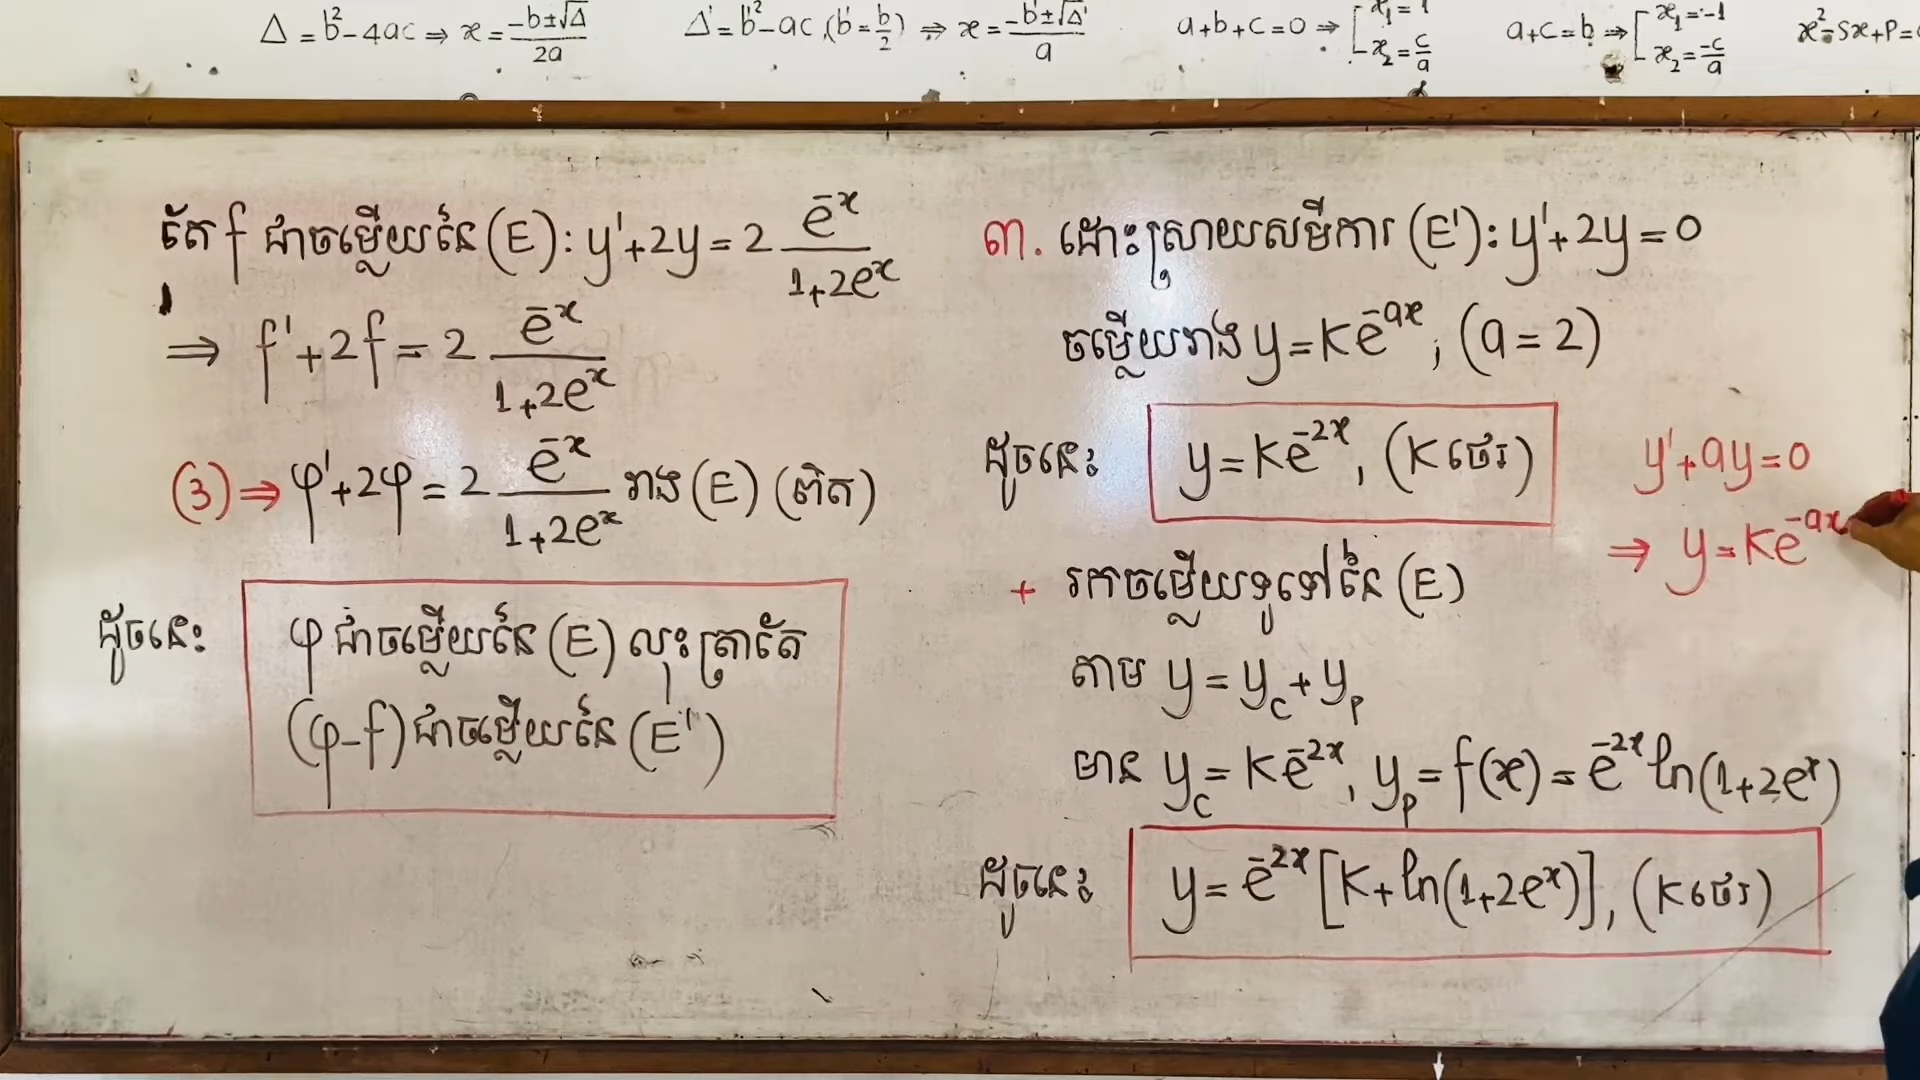 Δ = b² - 4ac ⇒ x = (-b ± √Δ)/2a
Δ' = b'² - ac, (b' = b/2) ⇒ x = (-b' ± √Δ')/a
a + b + c = 0 ⇒ [x₁ = 1
x₂ = c/a
a + c = b ⇒ [x₁ = -1
x₂ = -c/a
x² - Sx + P =
តែ f ជាចម្លើយនៃ (E) : y' + 2y = 2 e⁻ˣ/(1+2eˣ)
⇒ f' + 2f = 2 e⁻ˣ/(1+2eˣ)
(3) ⇒ φ' + 2φ = 2 e⁻ˣ/(1+2eˣ) រាង (E) (ពិត)
ដូចនេះ φ ជាចម្លើយនៃ (E) លុះត្រាតែ
(φ - f) ជាចម្លើយនៃ (E')
៣. ដោះស្រាយសមីការ (E') : y' + 2y = 0
ចម្លើយរាង y = Ke⁻ᵃˣ, (a = 2)
ដូចនេះ y = Ke⁻²ˣ, (K ថេរ)
y' + ay = 0
⇒ y = Ke⁻ᵃˣ
+ រកចម្លើយទូទៅនៃ (E)
តាម y = y_c + y_p
មាន y_c = Ke⁻²ˣ, y_p = f(x) = e⁻²ˣ ln(1+2eˣ)
ដូចនេះ y = e⁻²ˣ [K + ln(1+2eˣ)], (K ថេរ)